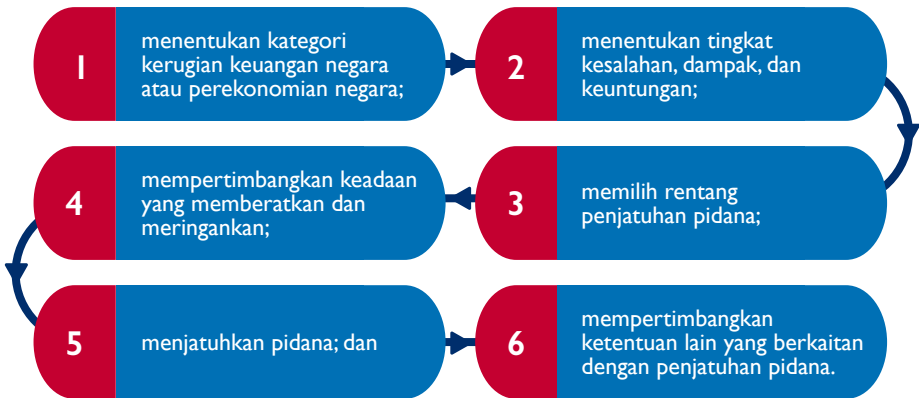 1
menentukan kategori
kerugian keuangan negara
atau perekonomian negara;
2
menentukan tingkat
kesalahan, dampak, dan
keuntungan;
3
memilih rentang
penjatuhan pidana;
4
mempertimbangkan keadaan
yang memberatkan dan
meringankan;
5
menjatuhkan pidana; dan
6
mempertimbangkan
ketentuan lain yang berkaitan
dengan penjatuhan pidana.